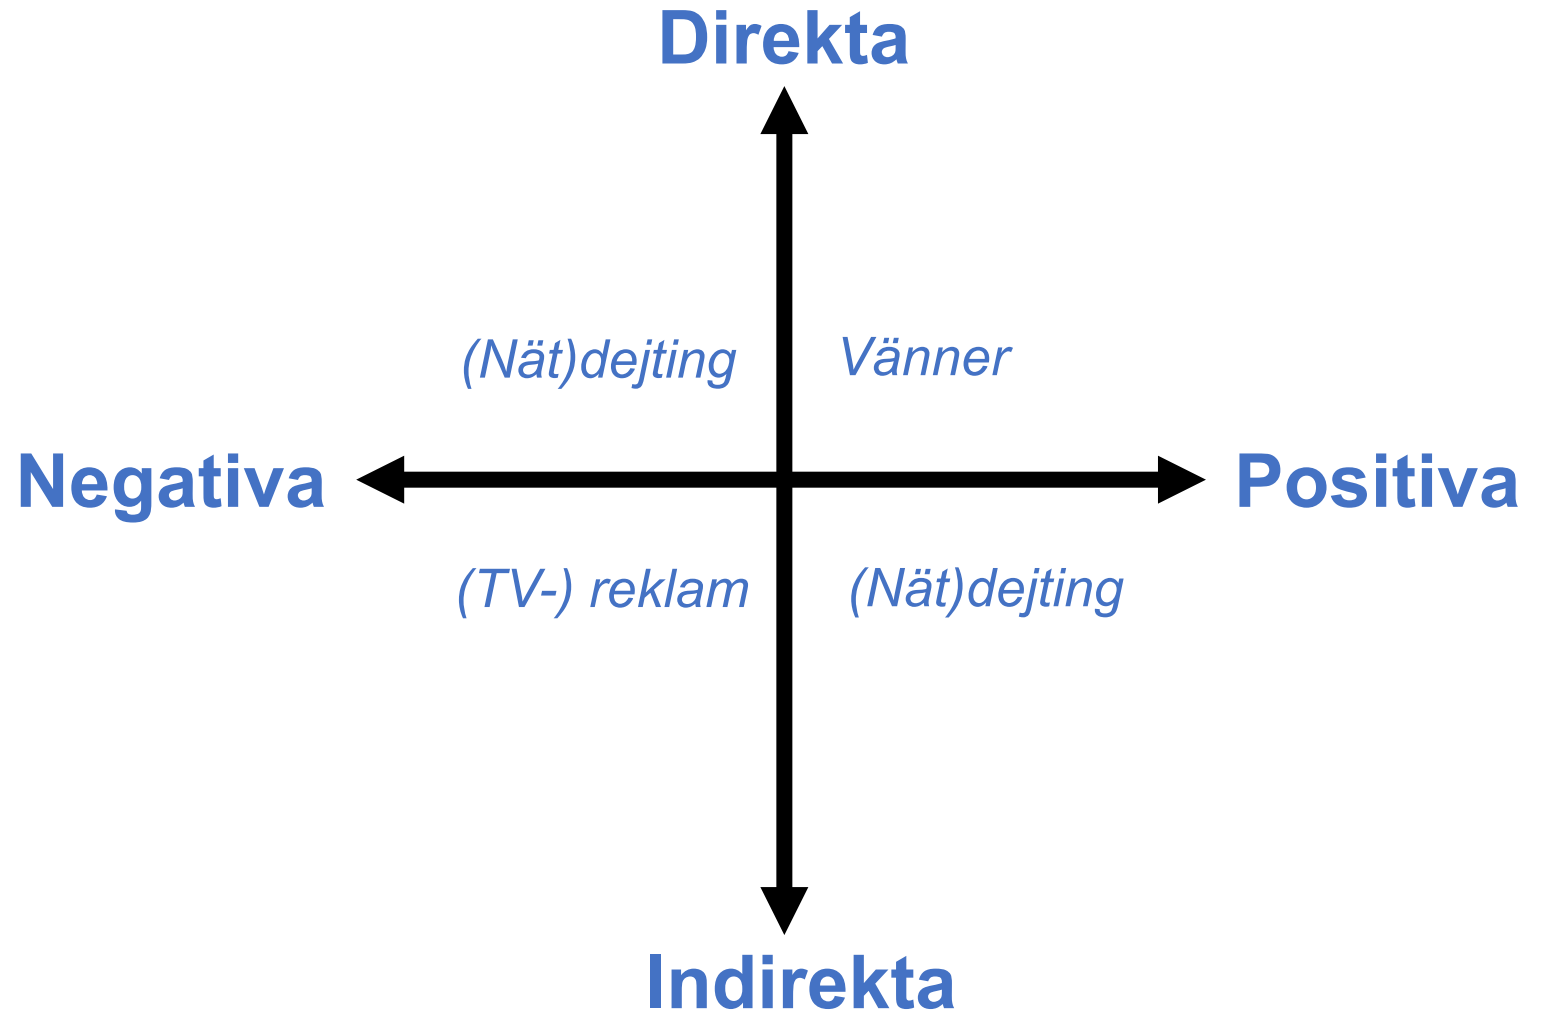 Direkta
(Nät)dejting
Vänner
Negativa
Positiva
(TV-) reklam
(Nät)dejting
Indirekta